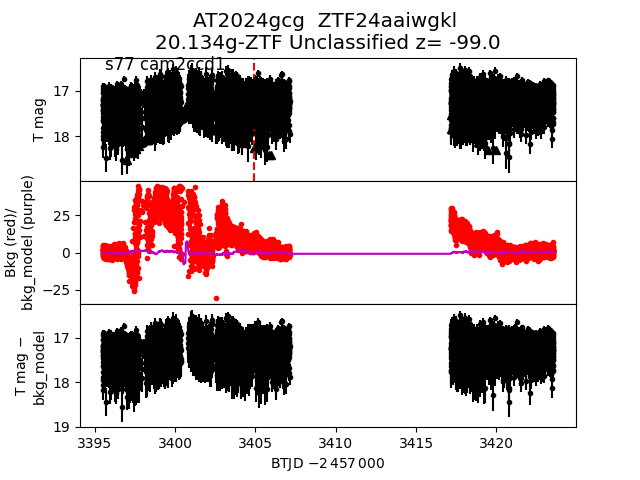 AT2024gcg  ZTF24aaiwgkl
20.134g-ZTF Unclassified z= -99.0
s77 cam2ccd1
17
18
T mag
25
0
−25
Bkg (red)/
bkg_model (purple)
17
18
19
T mag −
bkg_model
3395 3400 3405 3410 3415 3420
BTJD −2 457 000